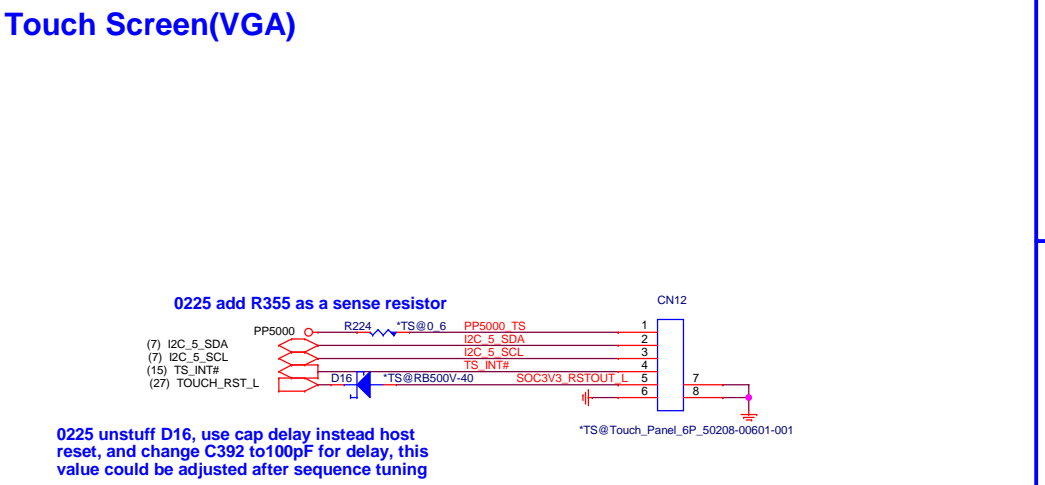 Touch Screen(VGA)
0225 add R355 as a sense resistor
CN12
PP5000 R224 *TS@0_6 PP5000_TS 1
(7) I2C_5_SDA I2C_5_SDA 2
(7) I2C_5_SCL I2C_5_SCL 3
(15) TS_INT# TS_INT# 4
(27) TOUCH_RST_L D16 *TS@RB500V-40 SOC3V3_RSTOUT_L 5 7
6 8
*TS@Touch_Panel_6P_50208-00601-001
0225 unstuff D16, use cap delay instead host
reset, and change C392 to100pF for delay, this
value could be adjusted after sequence tuning